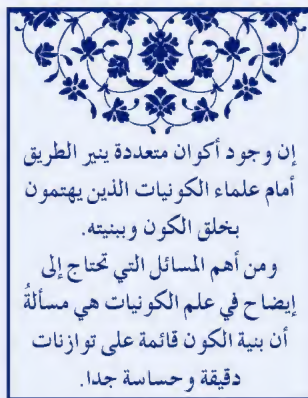 إن وجود أكوان متعددة ينير الطريق
أمام علماء الكونيات الذين يهتمون
بخلق الكون وببنيته.
ومن أهم المسائل التي تحتاج إلى
إيضاح في علم الكونيات هي مسألةُ
أن بنية الكون قائمة على توازنات
دقيقة وحساسة جدا.